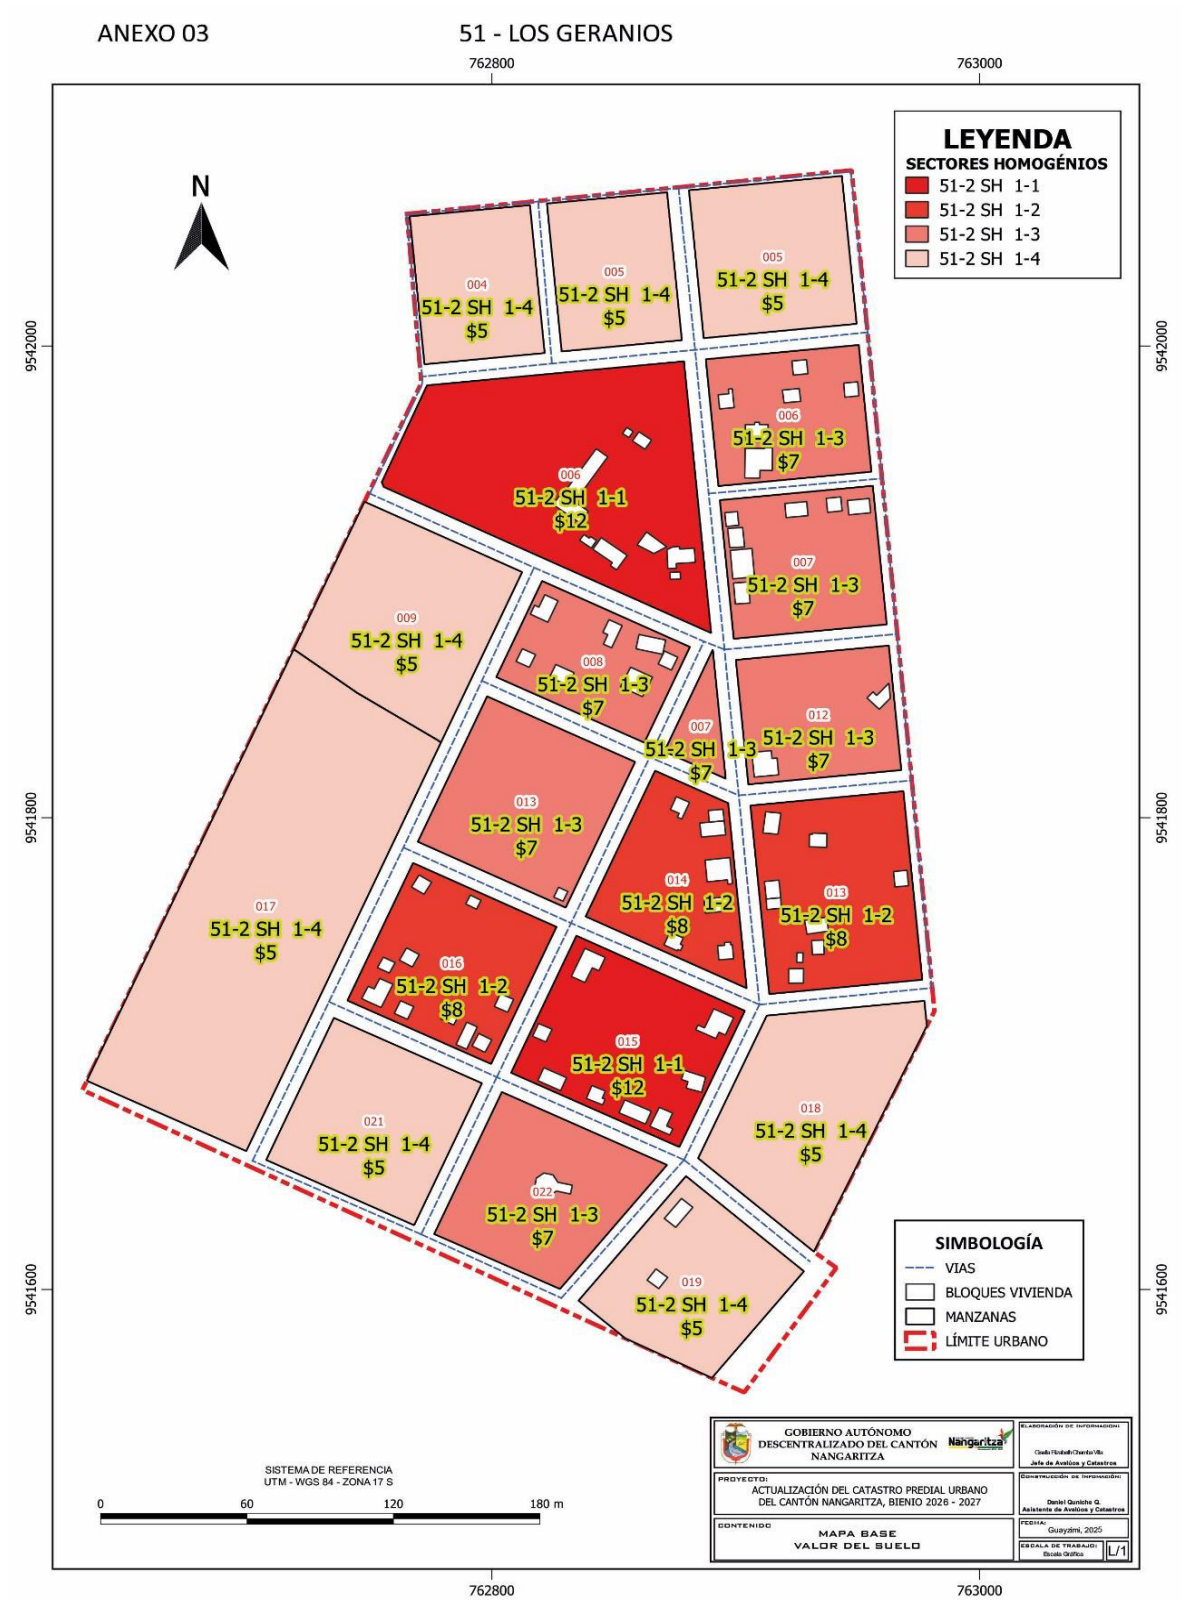 ANEXO 03
51 - LOS GERANIOS
762800
763000
LEYENDA
SECTORES HOMOGÉNIOS
51-2 SH 1-1
51-2 SH 1-2
51-2 SH 1-3
51-2 SH 1-4
N
9542000
9542000
004
51-2 SH 1-4
$5
005
51-2 SH 1-4
$5
005
51-2 SH 1-4
$5
006
51-2 SH 1-3
$7
006
51-2 SH 1-1
$12
007
51-2 SH 1-3
$7
009
51-2 SH 1-4
$5
008
51-2 SH 1-3
$7
007
51-2 SH 1-3
$7
012
51-2 SH 1-3
$7
9541800
9541800
013
51-2 SH 1-3
$7
014
51-2 SH 1-2
$8
013
51-2 SH 1-2
$8
017
51-2 SH 1-4
$5
016
51-2 SH 1-2
$8
015
51-2 SH 1-1
$12
018
51-2 SH 1-4
$5
021
51-2 SH 1-4
$5
022
51-2 SH 1-3
$7
019
51-2 SH 1-4
$5
9541600
9541600
SIMBOLOGÍA
VIAS
BLOQUES VIVIENDA
MANZANAS
LÍMITE URBANO
SISTEMA DE REFERENCIA
UTM - WGS 84 - ZONA 17 S
0 60 120 180 m
GOBIERNO AUTÓNOMO
DESCENTRALIZADO DEL CANTÓN
NANGARITZA
Nangaritza
PROYECTO:
ACTUALIZACIÓN DEL CATASTRO PREDIAL URBANO
DEL CANTÓN NANGARITZA, BIENIO 2026 - 2027
CONTENIDO
MAPA BASE
VALOR DEL SUELO
ELABORACIÓN DE INFORMACION:
Jefe de Avalúos y Catastros
Daniel Quniche Q.
Asistente de Avalúos y Catastros
FECHA:
Guayzimi, 2025
ESCALA DE TRABAJO:
Escala Gráfica
L/1
762800
763000